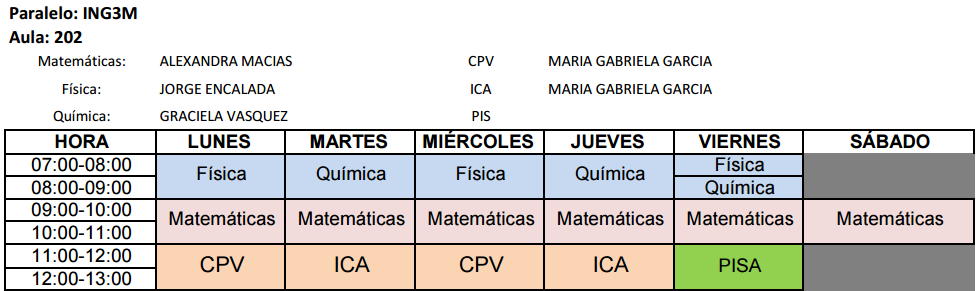 Paralelo: ING3M
Aula: 202
Matemáticas: ALEXANDRA MACIAS CPV MARIA GABRIELA GARCIA
Física: JORGE ENCALADA ICA MARIA GABRIELA GARCIA
Química: GRACIELA VASQUEZ PIS
HORA LUNES MARTES MIÉRCOLES JUEVES VIERNES SÁBADO
07:00-08:00 Física Química Física Química Física
08:00-09:00 Química
09:00-10:00 Matemáticas Matemáticas Matemáticas Matemáticas Matemáticas Matemáticas
10:00-11:00
11:00-12:00 CPV ICA CPV ICA PISA
12:00-13:00